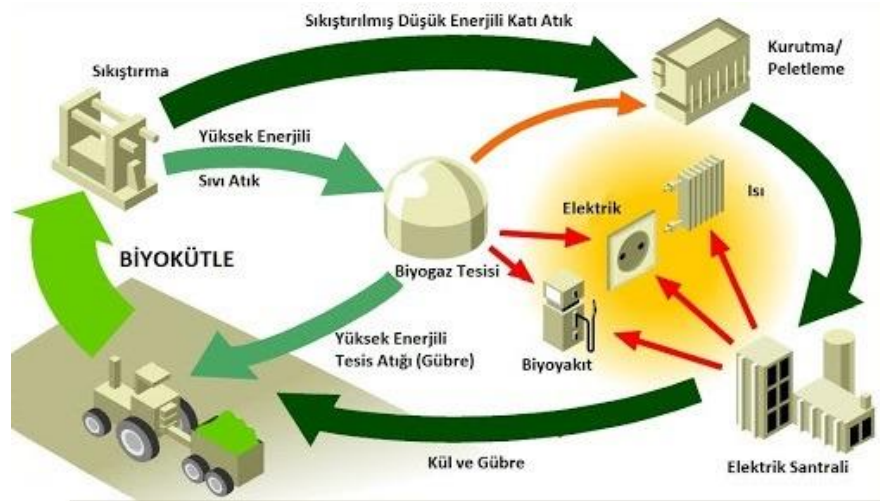 Sıkıştırılmış Düşük Enerjili Katı Atık
Sıkıştırma
Kurutma/
Peletleme
Yüksek Enerjili
Sıvı Atık
Elektrik
Isı
BİYOKÜTLE
Biyogaz Tesisi
Yüksek Enerjili
Tesis Atığı (Gübre)
Biyoyakıt
Kül ve Gübre
Elektrik Santrali